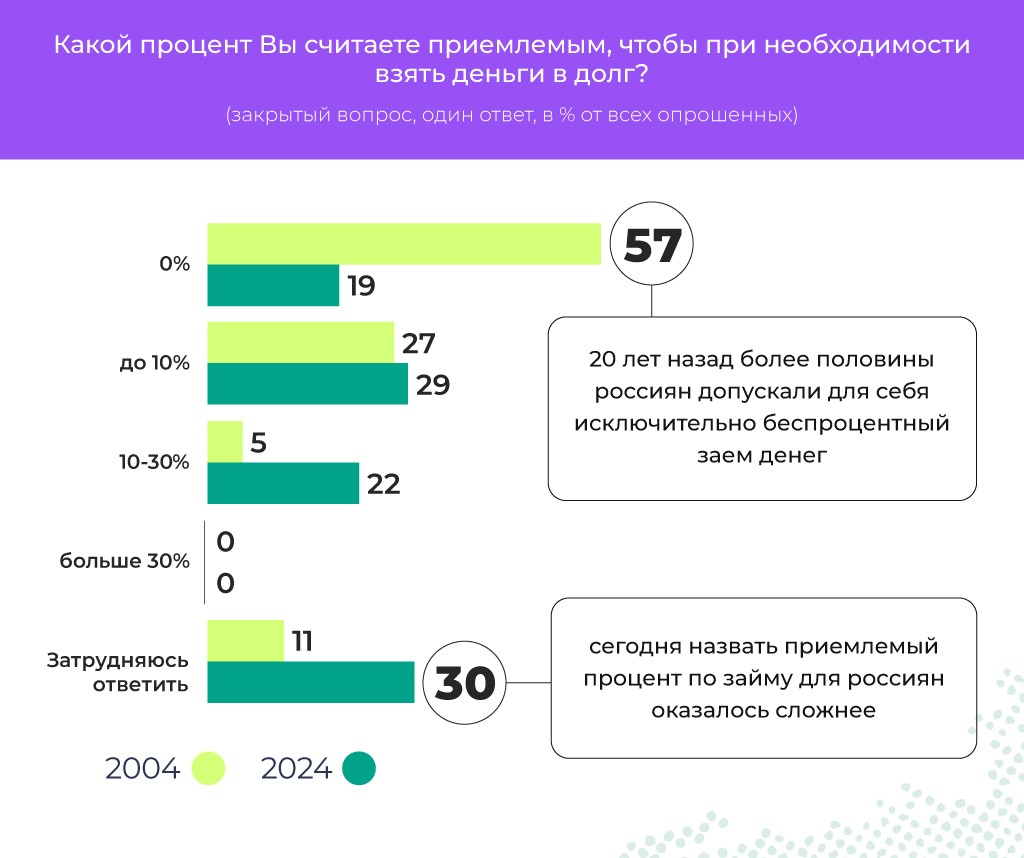 Какой процент Вы считаете приемлемым, чтобы при необходимости
взять деньги в долг?
(закрытый вопрос, один ответ, в % от всех опрошенных)
0%
57
19
до 10%
27
29
10-30%
5
22
больше 30%
0
0
Затрудняюсь
ответить
11
30
20 лет назад более половины
россиян допускали для себя
исключительно беспроцентный
заем денег
сегодня назвать приемлемый
процент по займу для россиян
оказалось сложнее
2004
2024